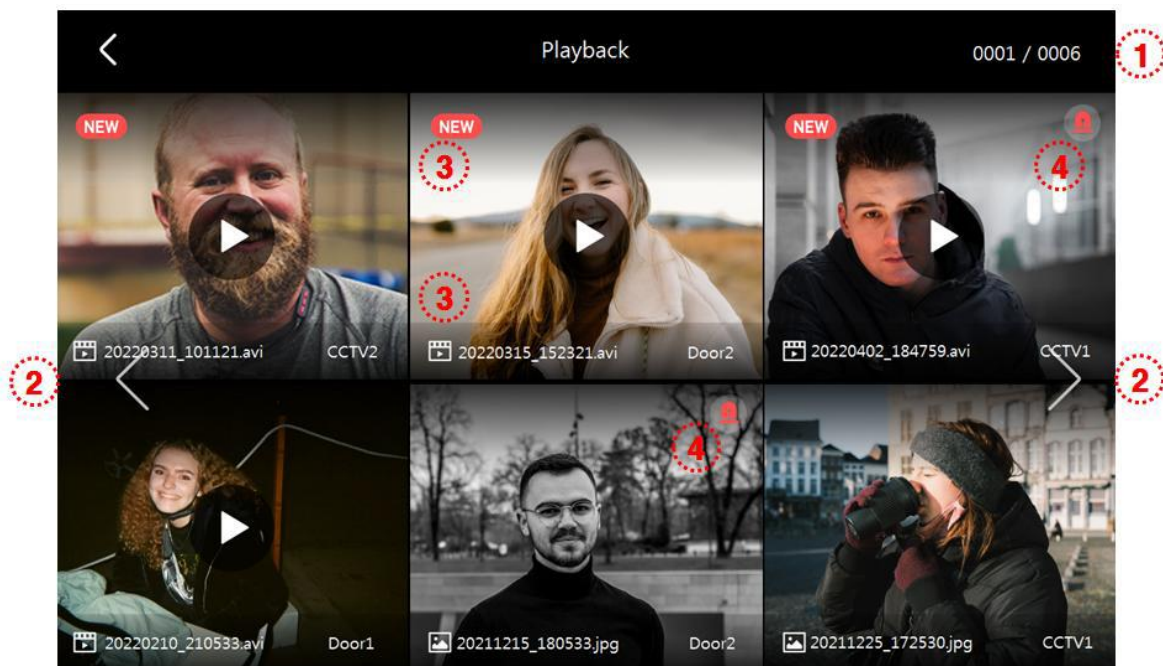 Playback
0001 / 0006
1
NEW
NEW
NEW
3
4
3
20220311_101121.avi CCTV2
20220315_152321.avi Door2
20220402_184759.avi CCTV1
2
2
4
20220210_210533.avi Door1
20211215_180533.jpg Door2
20211225_172530.jpg CCTV1